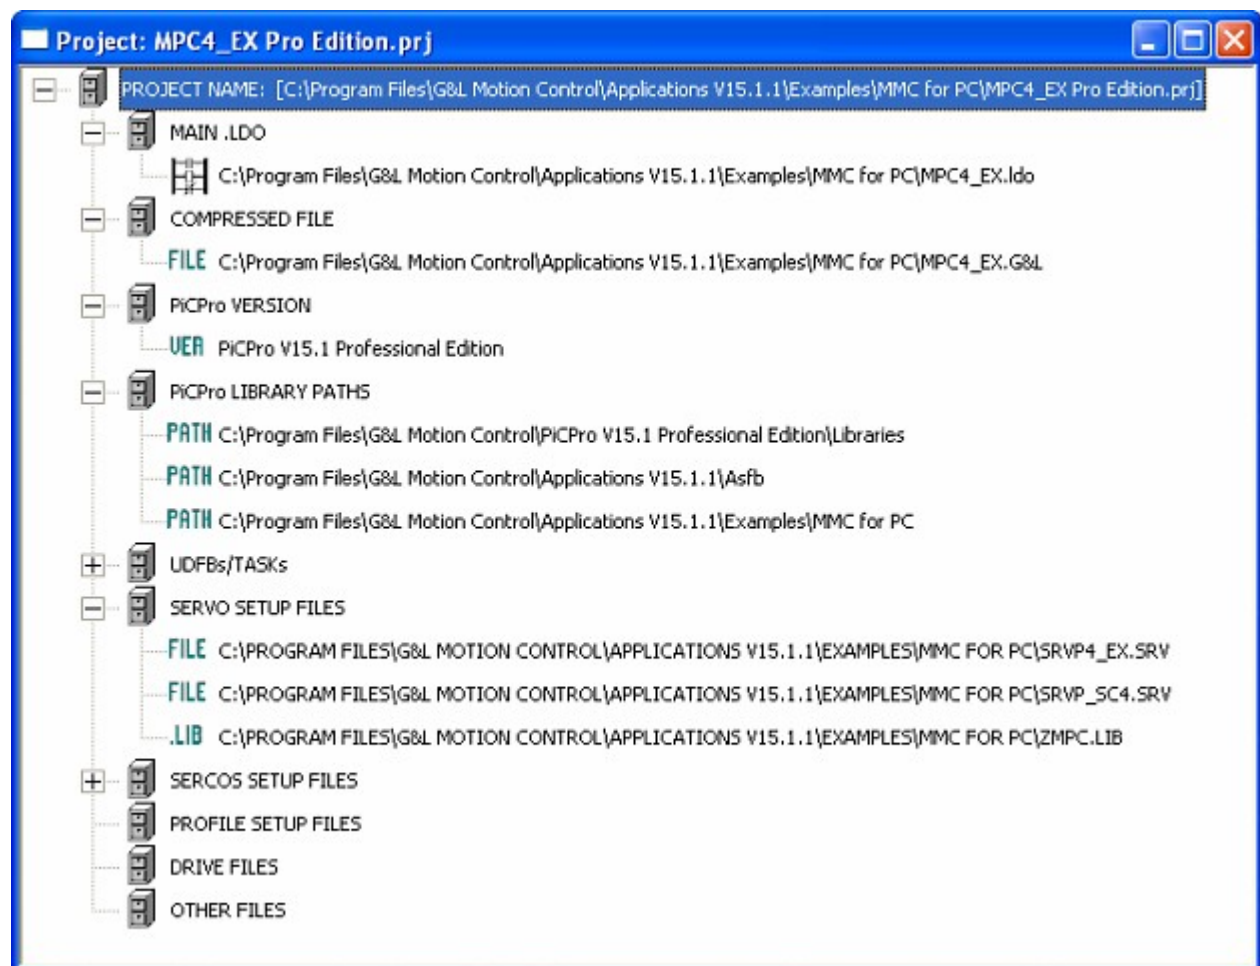 Project: MPC4_EX Pro Edition.prj
PROJECT NAME: [C:\Program Files\G&L Motion Control\Applications V15.1.1\Examples\MMC for PC\MPC4_EX Pro Edition.prj]
MAIN .LDO
C:\Program Files\G&L Motion Control\Applications V15.1.1\Examples\MMC for PC\MPC4_EX.ldo
COMPRESSED FILE
FILE C:\Program Files\G&L Motion Control\Applications V15.1.1\Examples\MMC for PC\MPC4_EX.G&L
PiCPro VERSION
VER PiCPro V15.1 Professional Edition
PiCPro LIBRARY PATHS
PATH C:\Program Files\G&L Motion Control\PiCPro V15.1 Professional Edition\Libraries
PATH C:\Program Files\G&L Motion Control\Applications V15.1.1\Asfb
PATH C:\Program Files\G&L Motion Control\Applications V15.1.1\Examples\MMC for PC
UDFBs/TASKs
SERVO SETUP FILES
FILE C:\PROGRAM FILES\G&L MOTION CONTROL\APPLICATIONS V15.1.1\EXAMPLES\MMC FOR PC\SRVP4_EX.SRV
FILE C:\PROGRAM FILES\G&L MOTION CONTROL\APPLICATIONS V15.1.1\EXAMPLES\MMC FOR PC\SRVP_SC4.SRV
.LIB C:\PROGRAM FILES\G&L MOTION CONTROL\APPLICATIONS V15.1.1\EXAMPLES\MMC FOR PC\ZMPC.LIB
SERCOS SETUP FILES
PROFILE SETUP FILES
DRIVE FILES
OTHER FILES